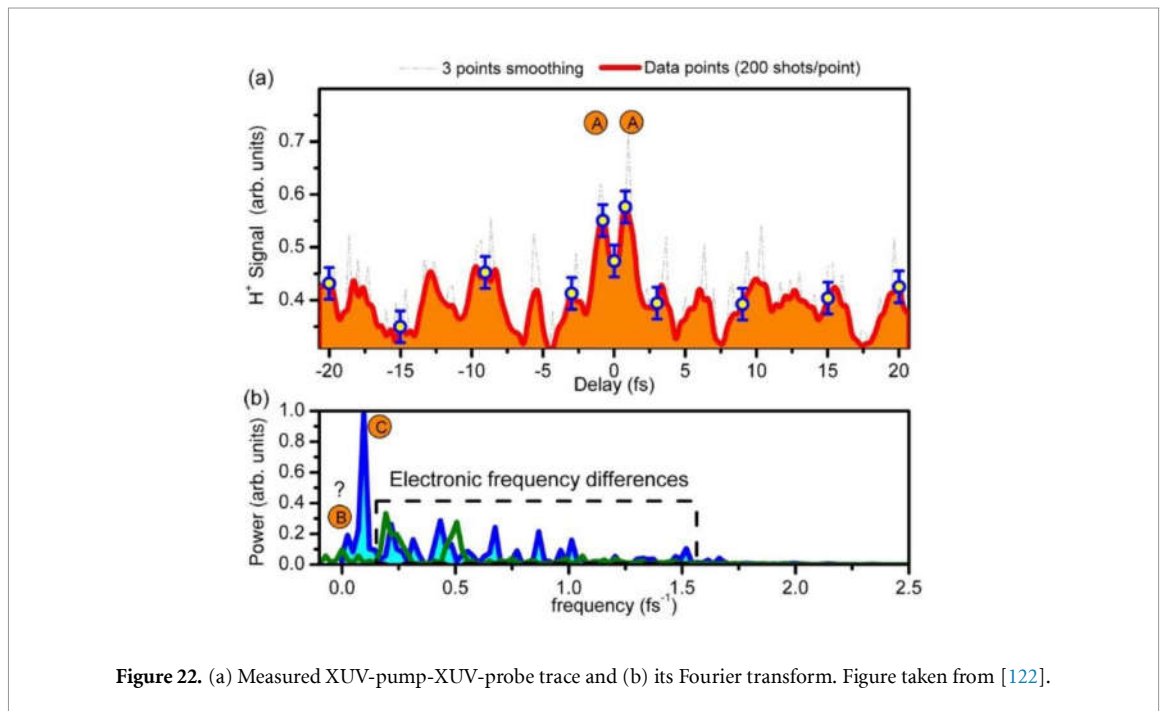 3 points smoothing Data points (200 shots/point)
(a)
A A
H⁺ Signal (arb. units)
0.7
0.6
0.5
0.4
-20 -15 -10 -5 0 5 10 15 20
Delay (fs)
(b)
Power (arb. units)
1.0
0.8
0.6
0.4
0.2
0.0
C
Electronic frequency differences
?
B
0.0 0.5 1.0 1.5 2.0 2.5
frequency (fs⁻¹)
Figure 22. (a) Measured XUV-pump-XUV-probe trace and (b) its Fourier transform. Figure taken from [122].